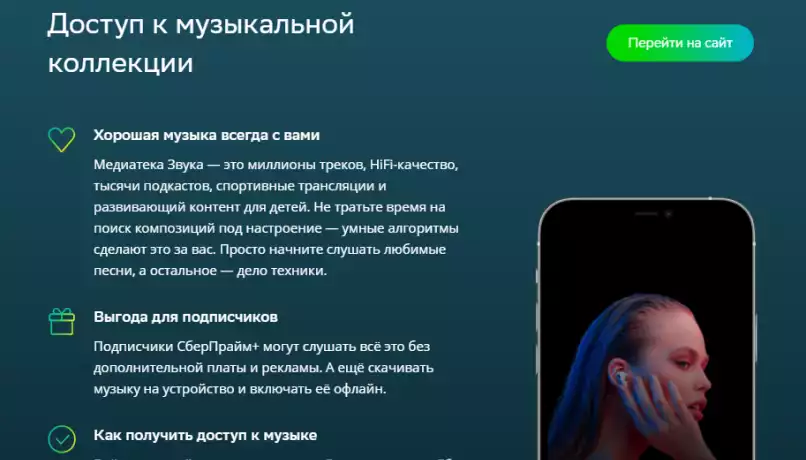 Доступ к музыкальной
коллекции
Перейти на сайт
Хорошая музыка всегда с вами
Медиатека Звука — это миллионы треков, HiFi-качество,
тысячи подкастов, спортивные трансляции и
развивающий контент для детей. Не тратьте время на
поиск композиций под настроение — умные алгоритмы
сделают это за вас. Просто начните слушать любимые
песни, а остальное — дело техники.
Выгода для подписчиков
Подписчики СберПрайм+ могут слушать всё это без
дополнительной платы и рекламы. А ещё скачивать
музыку на устройство и включать её офлайн.
Как получить доступ к музыке